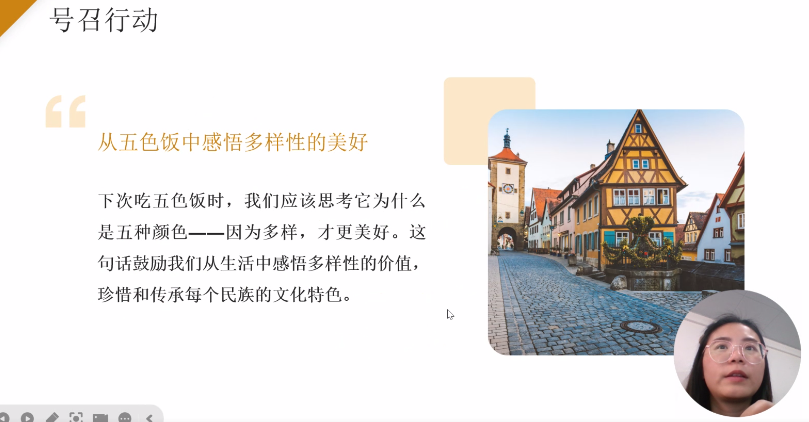 号召行动
从五色饭中感悟多样性的美好
下次吃五色饭时，我们应该思考它为什么
是五种颜色——因为多样，才更美好。这
句话鼓励我们从生活中感悟多样性的价值，
珍惜和传承每个民族的文化特色。